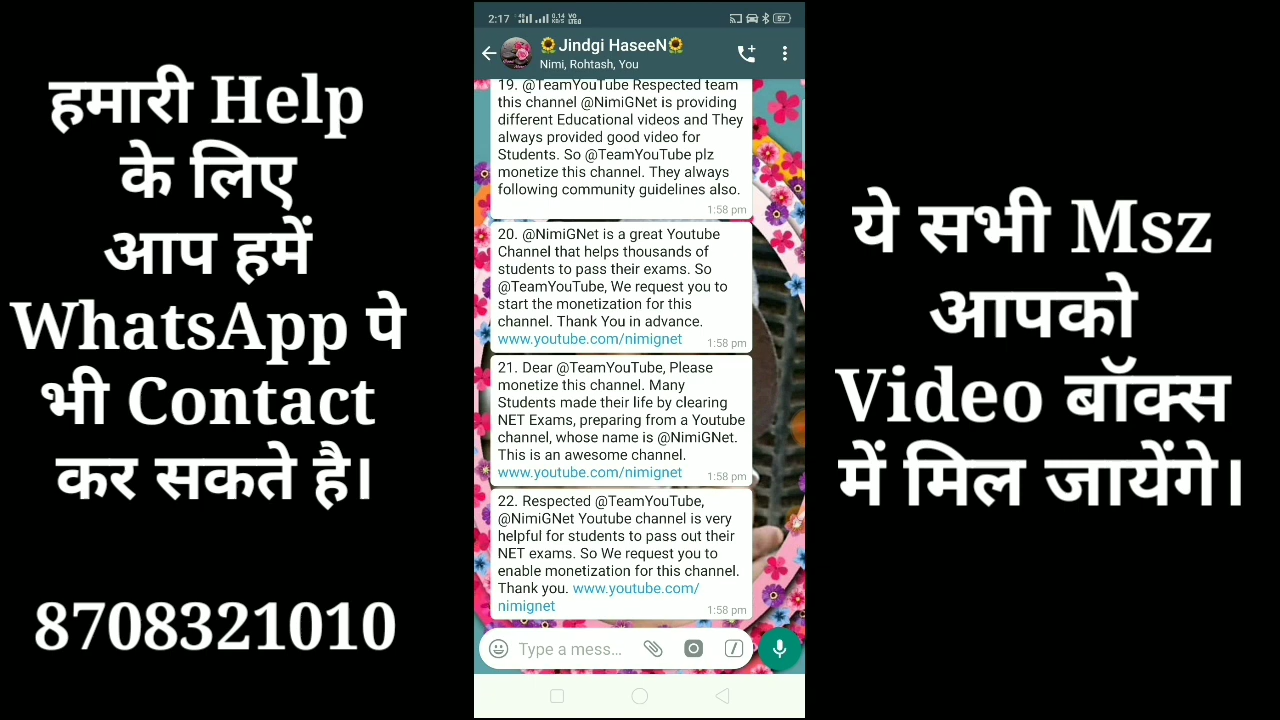 हमारी Help
के लिए
आप हमें
WhatsApp पे
भी Contact
कर सकते है।
8708321010
2:17
0.14 KB/S
VO LTE
57
🌻Jindgi HaseeN🌻
Nimi, Rohtash, You
19. @TeamYouTube Respected team
this channel @NimiGNet is providing
different Educational videos and They
always provided good video for
Students. So @TeamYouTube plz
monetize this channel. They always
following community guidelines also.
1:58 pm
20. @NimiGNet is a great Youtube
Channel that helps thousands of
students to pass their exams. So
@TeamYouTube, We request you to
start the monetization for this
channel. Thank You in advance.
www.youtube.com/nimignet 1:58 pm
21. Dear @TeamYouTube, Please
monetize this channel. Many
Students made their life by clearing
NET Exams, preparing from a Youtube
channel, whose name is @NimiGNet.
This is an awesome channel.
www.youtube.com/nimignet 1:58 pm
22. Respected @TeamYouTube,
@NimiGNet Youtube channel is very
helpful for students to pass out their
NET exams. So We request you to
enable monetization for this channel.
Thank you. www.youtube.com/
nimignet 1:58 pm
Type a mess...
ये सभी Msz
आपको
Video बॉक्स
में मिल जायेंगे।